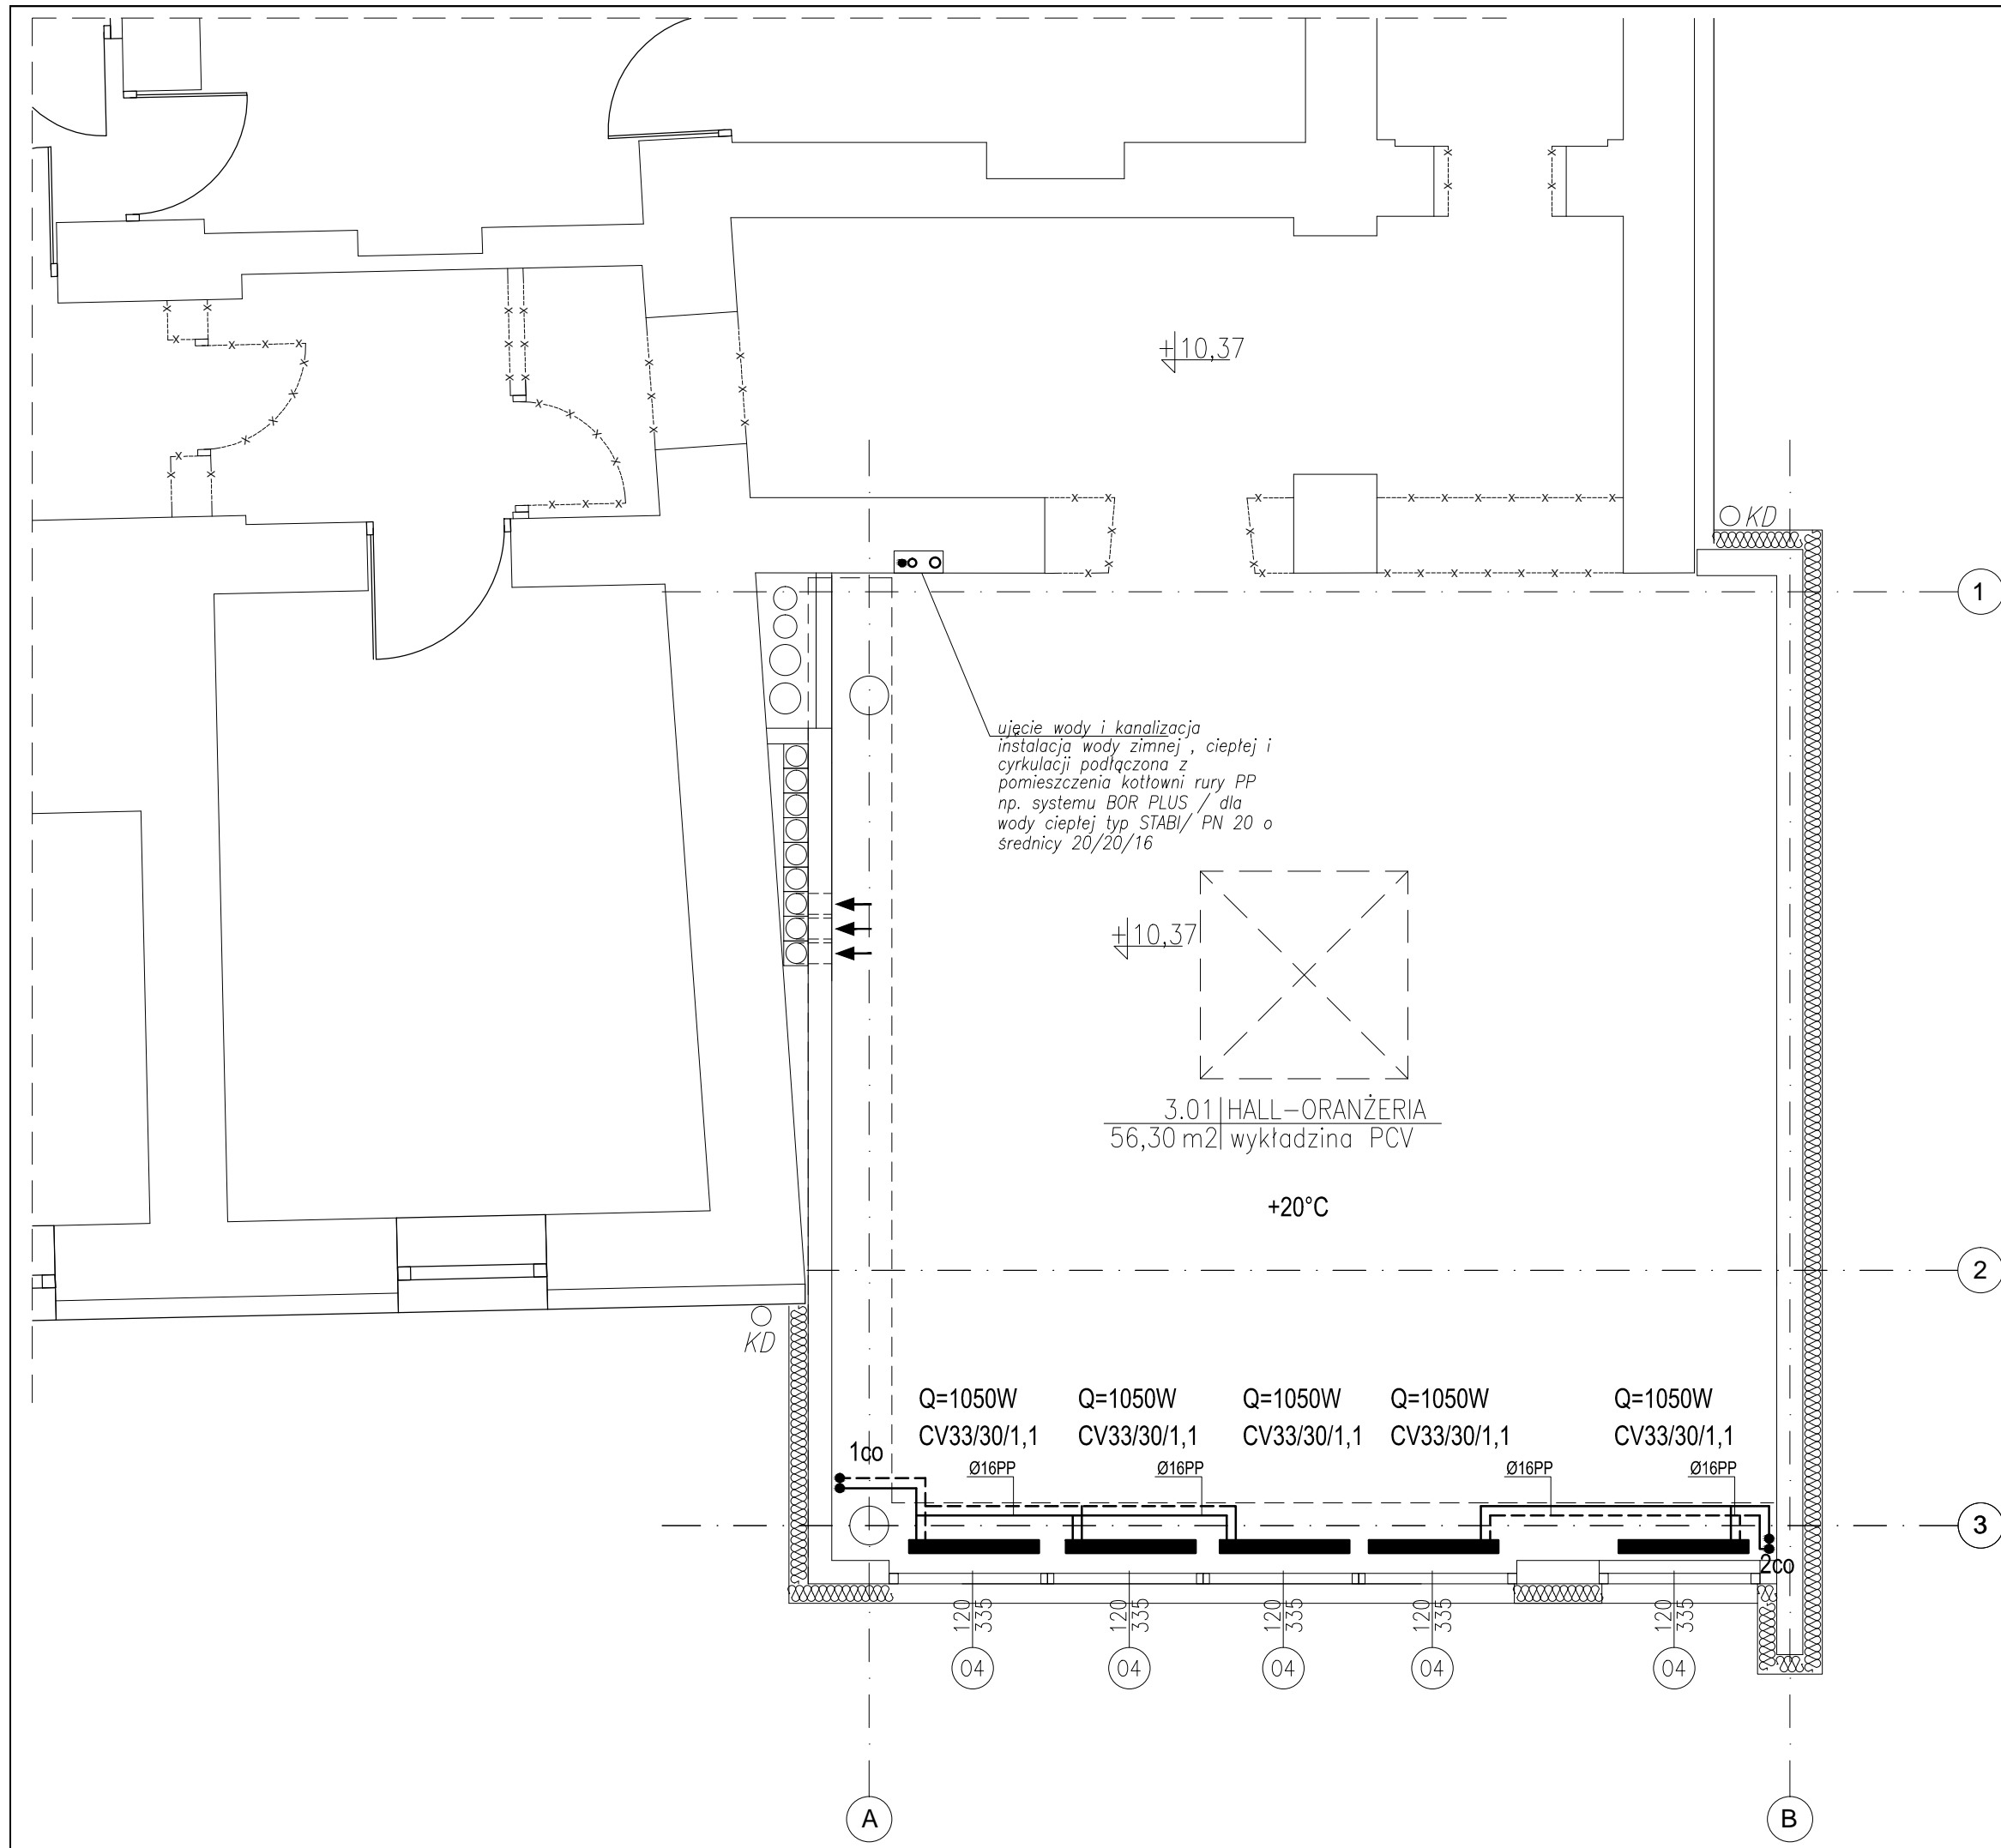 +10,37
KD
1
ujęcie wody i kanalizacja
instalacja wody zimnej , ciepłej i
cyrkulacji podłączona z
pomieszczenia kotłowni rury PP
np. systemu BOR PLUS / dla
wody ciepłej typ STABI/ PN 20 o
średnicy 20/20/16
+10,37
3.01 HALL-ORANŻERIA
56,30 m2 wykładzina PCV
+20°C
2
KD
Q=1050W Q=1050W Q=1050W Q=1050W Q=1050W
CV33/30/1,1 CV33/30/1,1 CV33/30/1,1 CV33/30/1,1 CV33/30/1,1
1co
Ø16PP Ø16PP Ø16PP Ø16PP
3
2co
120 120 120 120 120
335 335 335 335 335
04 04 04 04 04
A B